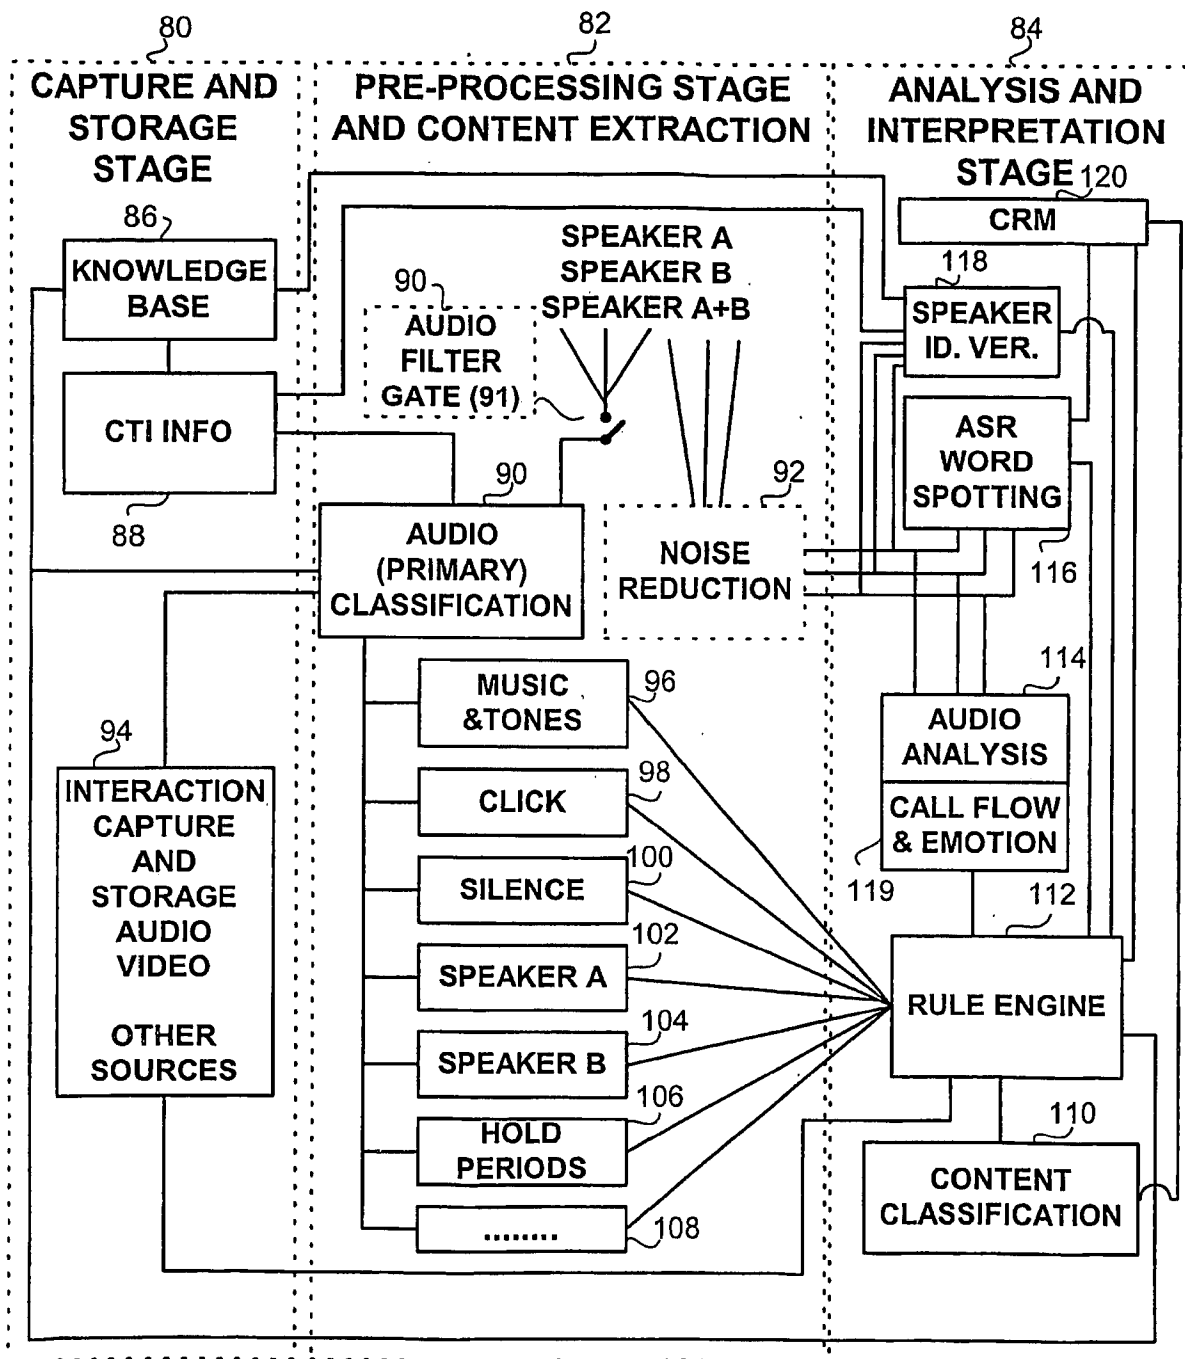 80
82
84
CAPTURE AND
STORAGE
STAGE
PRE-PROCESSING STAGE
AND CONTENT EXTRACTION
ANALYSIS AND
INTERPRETATION
STAGE
120
CRM
86
KNOWLEDGE
BASE
CTI INFO
88
90
AUDIO
FILTER
GATE (91)
SPEAKER A
SPEAKER B
SPEAKER A+B
118
SPEAKER
ID. VER.
ASR
WORD
SPOTTING
116
90
AUDIO
(PRIMARY)
CLASSIFICATION
92
NOISE
REDUCTION
94
INTERACTION
CAPTURE
AND
STORAGE
AUDIO
VIDEO
OTHER
SOURCES
MUSIC
&TONES
96
CLICK
98
SILENCE
100
SPEAKER A
102
SPEAKER B
104
HOLD
PERIODS
106
........
108
114
AUDIO
ANALYSIS
CALL FLOW
& EMOTION
119
112
RULE ENGINE
110
CONTENT
CLASSIFICATION